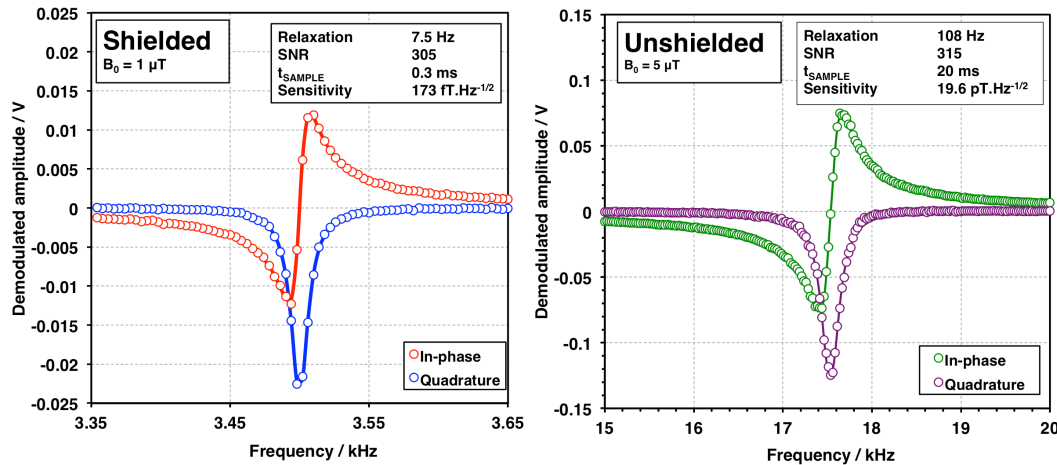 Shielded
B₀ = 1 µT
Relaxation 7.5 Hz
SNR 305
tSAMPLE 0.3 ms
Sensitivity 173 fT.Hz⁻¹/²
Demodulated amplitude / V
0.025
0.02
0.015
0.01
0.005
0
-0.005
-0.01
-0.015
-0.02
-0.025
In-phase
Quadrature
3.35 3.45 3.55 3.65
Frequency / kHz
Unshielded
B₀ = 5 µT
Relaxation 108 Hz
SNR 315
tSAMPLE 20 ms
Sensitivity 19.6 pT.Hz⁻¹/²
Demodulated amplitude / V
0.15
0.1
0.05
0
-0.05
-0.1
-0.15
In-phase
Quadrature
15 16 17 18 19 20
Frequency / kHz